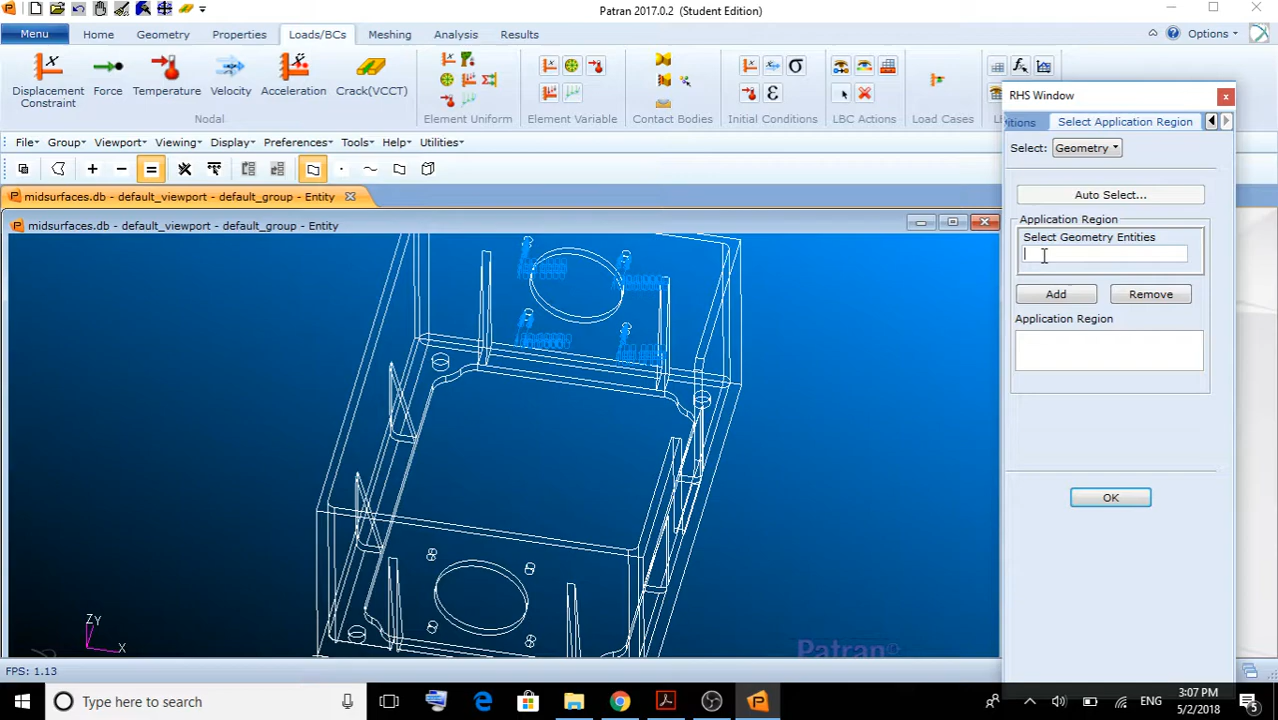 Patran 2017.0.2 (Student Edition)
Menu Home Geometry Properties Loads/BCs Meshing Analysis Results Options
Displacement Constraint
Force
Temperature
Velocity
Acceleration
Crack(VCCT)
Nodal
Element Uniform
Element Variable
Contact Bodies
Initial Conditions
LBC Actions
Load Cases
File Group Viewport Viewing Display Preferences Tools Help Utilities
midsurfaces.db - default_viewport - default_group - Entity
midsurfaces.db - default_viewport - default_group - Entity
Z Y
X
Patran
FPS: 1.13
RHS Window
itions Select Application Region
Select: Geometry
Auto Select...
Application Region
Select Geometry Entities
Add Remove
Application Region
OK
Type here to search
ENG
3:07 PM
5/2/2018
5